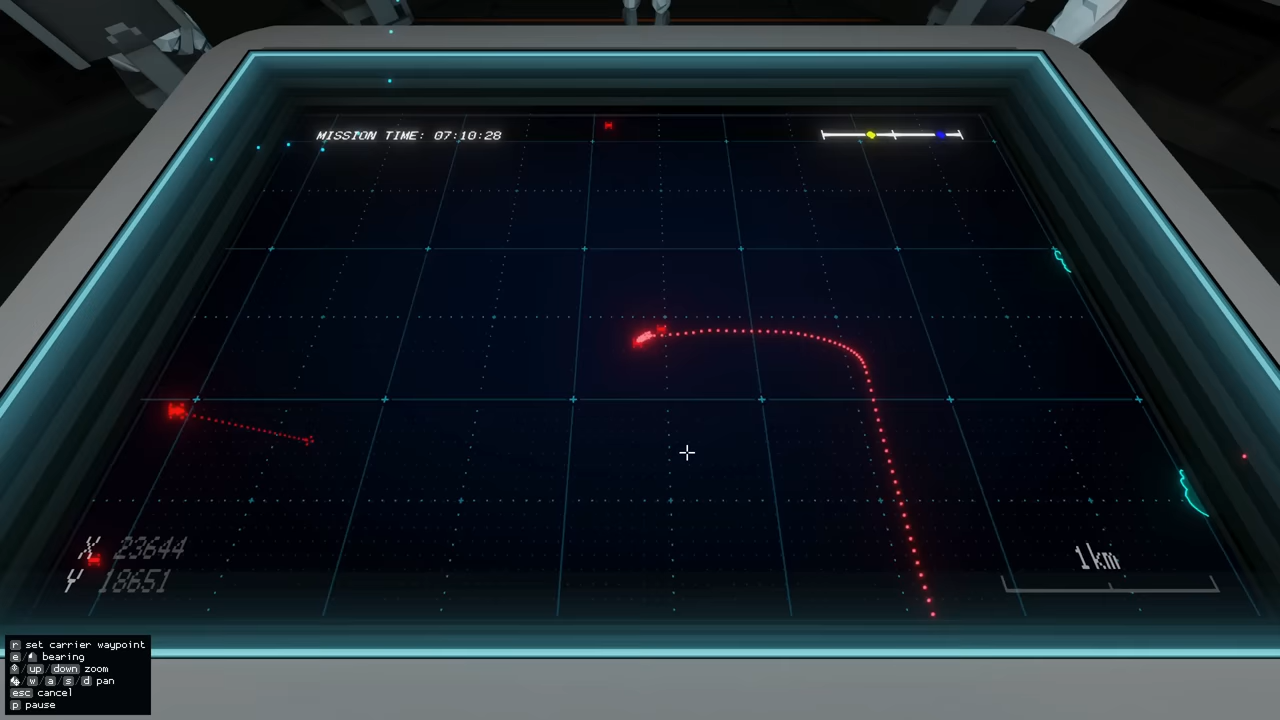 MISSION TIME: 07:10:28
X 23644
Y 18651
1km
r set carrier waypoint
e / bearing
/ up / down zoom
/ w / a / s / d pan
esc cancel
p pause